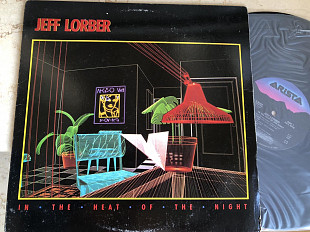 JEFF LORBER
ARISTA
IN • THE • HEAT • OF • THE • NIGHT